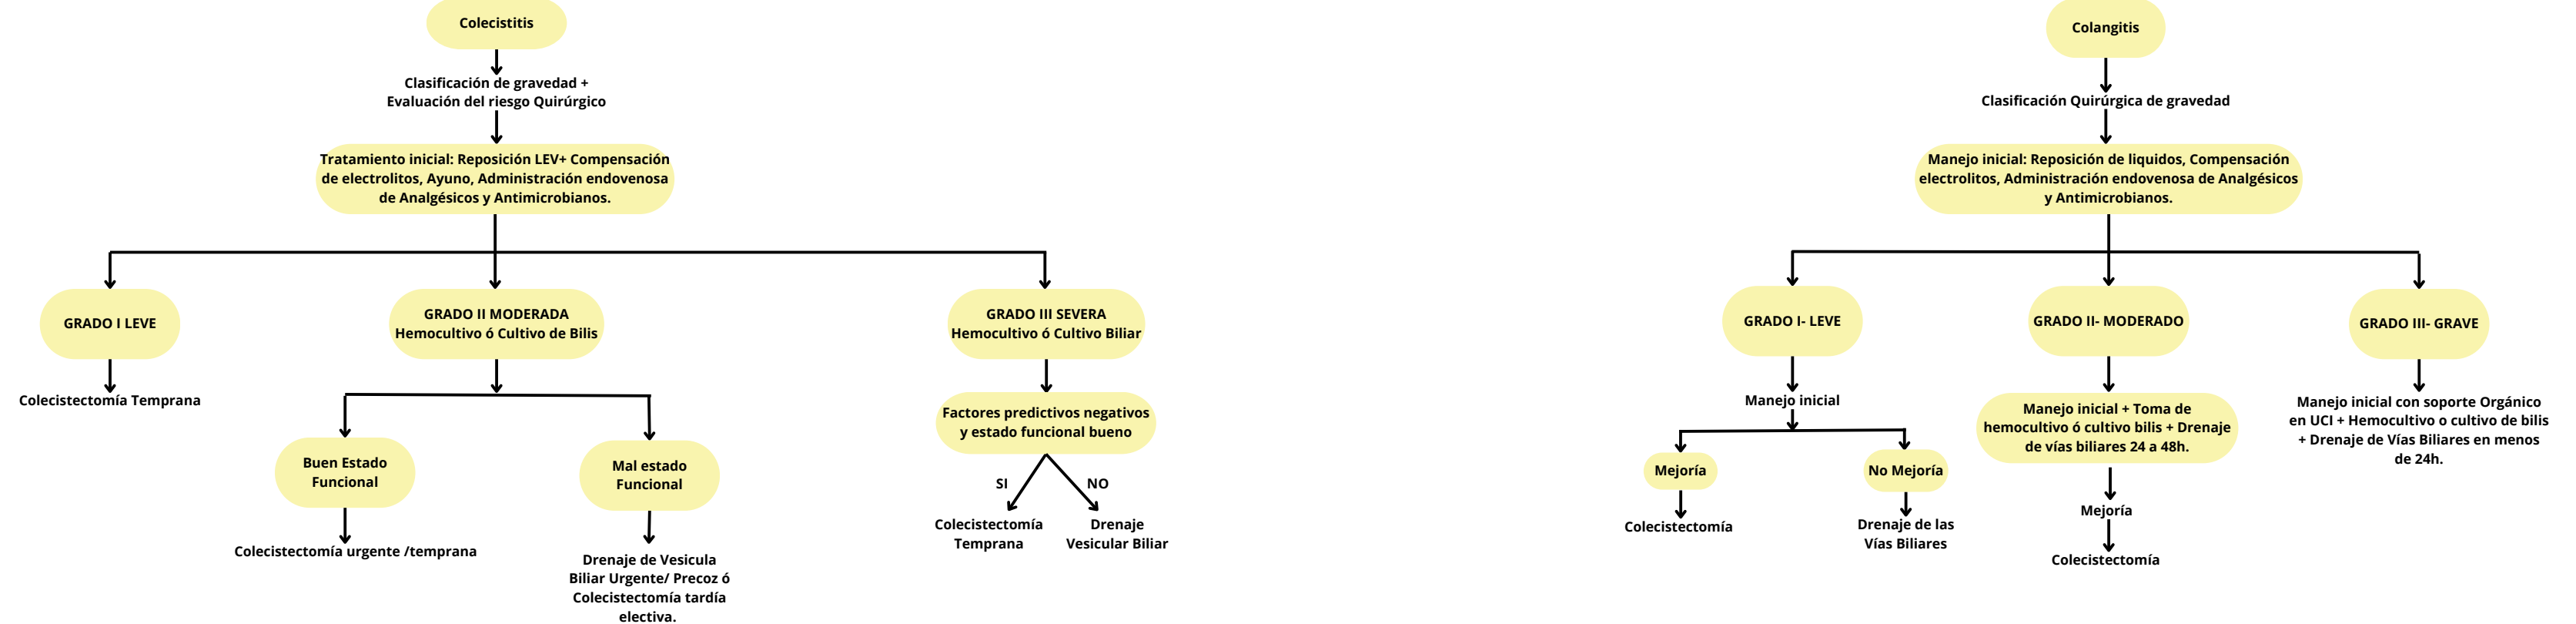 Colecistitis
Clasificación de gravedad +
Evaluación del riesgo Quirúrgico
Tratamiento inicial: Reposición LEV+ Compensación
de electrolitos, Ayuno, Administración endovenosa
de Analgésicos y Antimicrobianos.
GRADO I LEVE
Colecistectomía Temprana
GRADO II MODERADA
Hemocultivo ó Cultivo de Bilis
Buen Estado
Funcional
Colecistectomía urgente /temprana
Mal estado
Funcional
Drenaje de Vesicula
Biliar Urgente/ Precoz ó
Colecistectomía tardía
electiva.
GRADO III SEVERA
Hemocultivo ó Cultivo Biliar
Factores predictivos negativos
y estado funcional bueno
SI
NO
Colecistectomía
Temprana
Drenaje
Vesicular Biliar
Colangitis
Clasificación Quirúrgica de gravedad
Manejo inicial: Reposición de liquidos, Compensación
electrolitos, Administración endovenosa de Analgésicos
y Antimicrobianos.
GRADO I- LEVE
Manejo inicial
Mejoría
Colecistectomía
No Mejoría
Drenaje de las
Vías Biliares
GRADO II- MODERADO
Manejo inicial + Toma de
hemocultivo ó cultivo bilis + Drenaje
de vías biliares 24 a 48h.
Mejoría
Colecistectomía
GRADO III- GRAVE
Manejo inicial con soporte Orgánico
en UCI + Hemocultivo o cultivo de bilis
+ Drenaje de Vías Biliares en menos
de 24h.